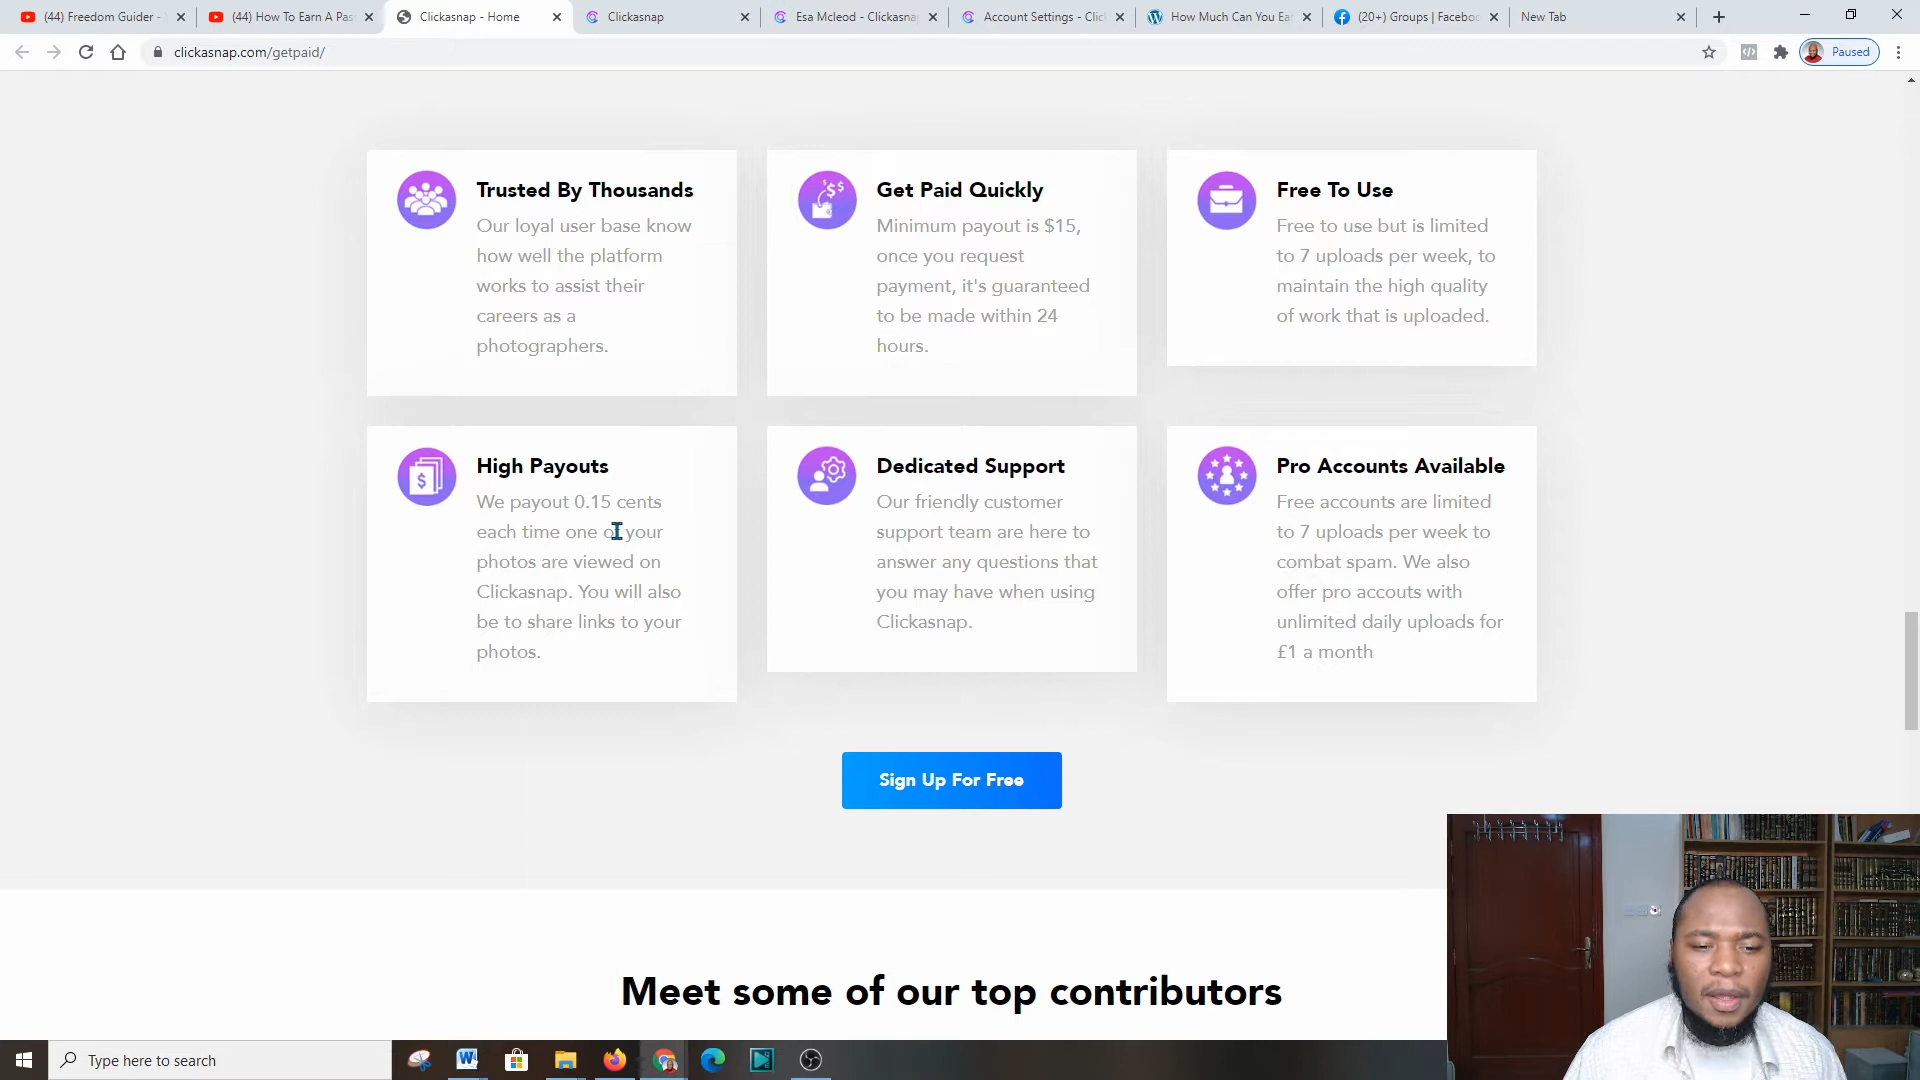 (44) Freedom Guider -
(44) How To Earn A Pas
Clickasnap - Home
Clickasnap
Esa Mcleod - Clickasna
Account Settings - Clic
How Much Can You Ear
(20+) Groups | Faceboo
New Tab
clickasnap.com/getpaid/
Paused
Trusted By Thousands
Our loyal user base know
how well the platform
works to assist their
careers as a
photographers.
Get Paid Quickly
Minimum payout is $15,
once you request
payment, it's guaranteed
to be made within 24
hours.
Free To Use
Free to use but is limited
to 7 uploads per week, to
maintain the high quality
of work that is uploaded.
High Payouts
We payout 0.15 cents
each time one of your
photos are viewed on
Clickasnap. You will also
be to share links to your
photos.
Dedicated Support
Our friendly customer
support team are here to
answer any questions that
you may have when using
Clickasnap.
Pro Accounts Available
Free accounts are limited
to 7 uploads per week to
combat spam. We also
offer pro accouts with
unlimited daily uploads for
£1 a month
Sign Up For Free
Meet some of our top contributors
Type here to search